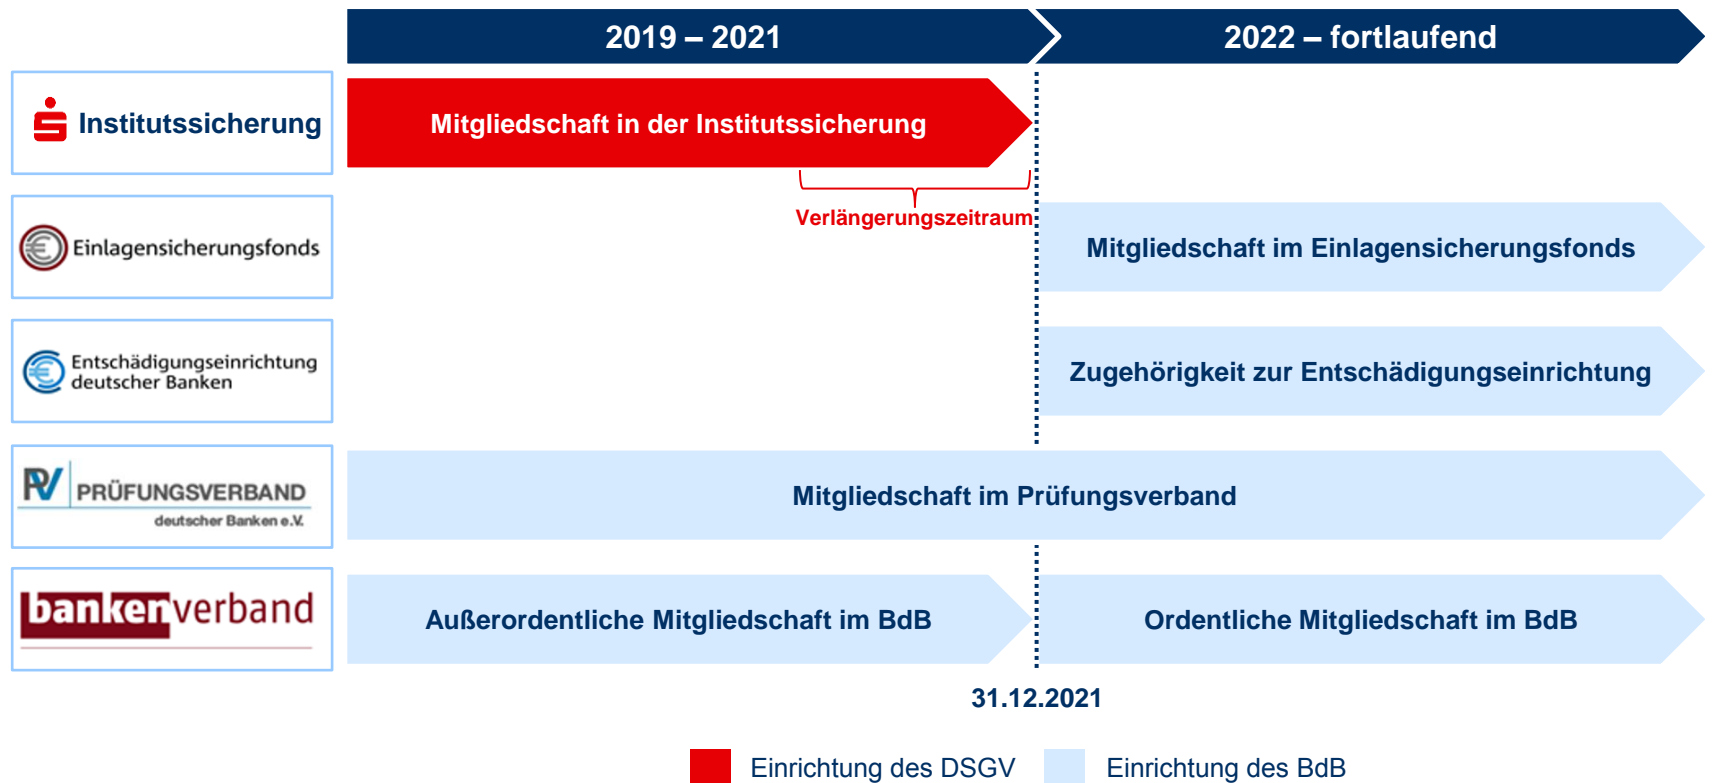 2019 – 2021
2022 – fortlaufend
Institutssicherung
Mitgliedschaft in der Institutssicherung
Verlängerungszeitraum
Einlagensicherungsfonds
Mitgliedschaft im Einlagensicherungsfonds
Entschädigungseinrichtung
deutscher Banken
Zugehörigkeit zur Entschädigungseinrichtung
PV PRÜFUNGSVERBAND
deutscher Banken e.V.
Mitgliedschaft im Prüfungsverband
bankenverband
Außerordentliche Mitgliedschaft im BdB
Ordentliche Mitgliedschaft im BdB
31.12.2021
Einrichtung des DSGV
Einrichtung des BdB